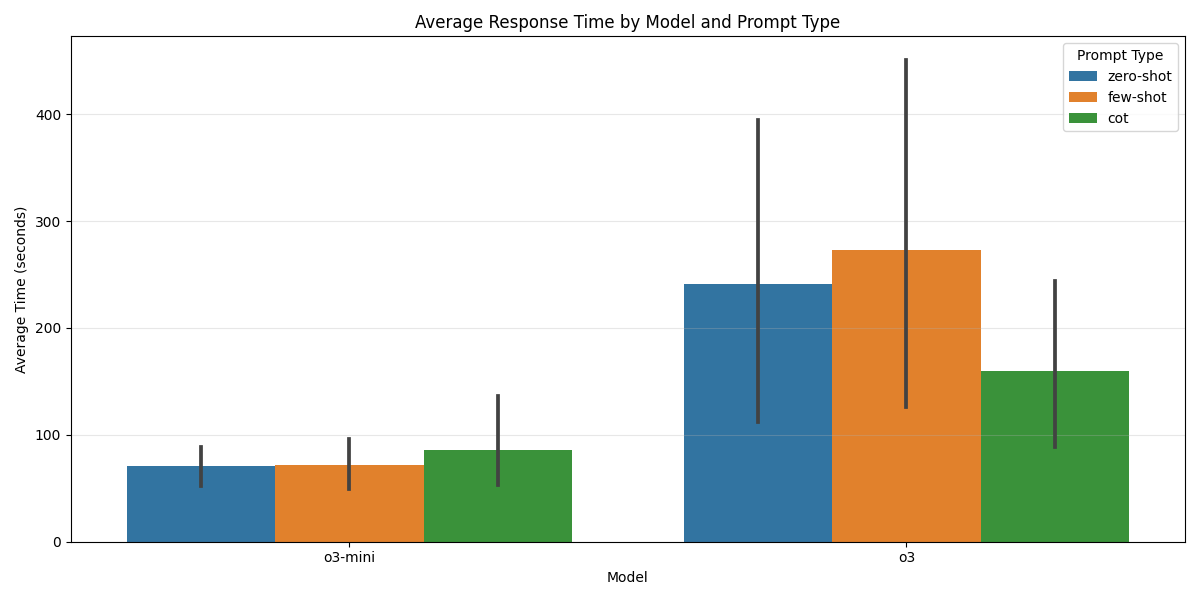 Average Response Time by Model and Prompt Type
Prompt Type
zero-shot
few-shot
cot
Average Time (seconds)
400
300
200
100
0
o3-mini
o3
Model